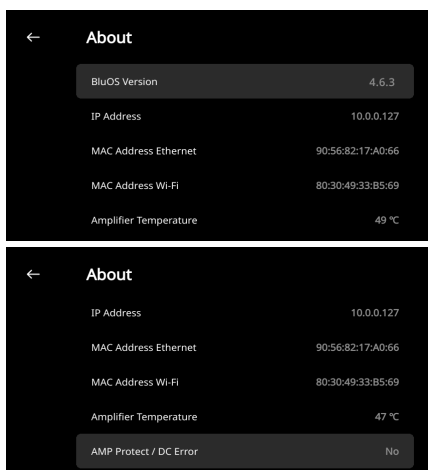 ← About
BluOS Version 4.6.3
IP Address 10.0.0.127
MAC Address Ethernet 90:56:82:17:A0:66
MAC Address Wi-Fi 80:30:49:33:B5:69
Amplifier Temperature 49 ℃
← About
IP Address 10.0.0.127
MAC Address Ethernet 90:56:82:17:A0:66
MAC Address Wi-Fi 80:30:49:33:B5:69
Amplifier Temperature 47 ℃
AMP Protect / DC Error No